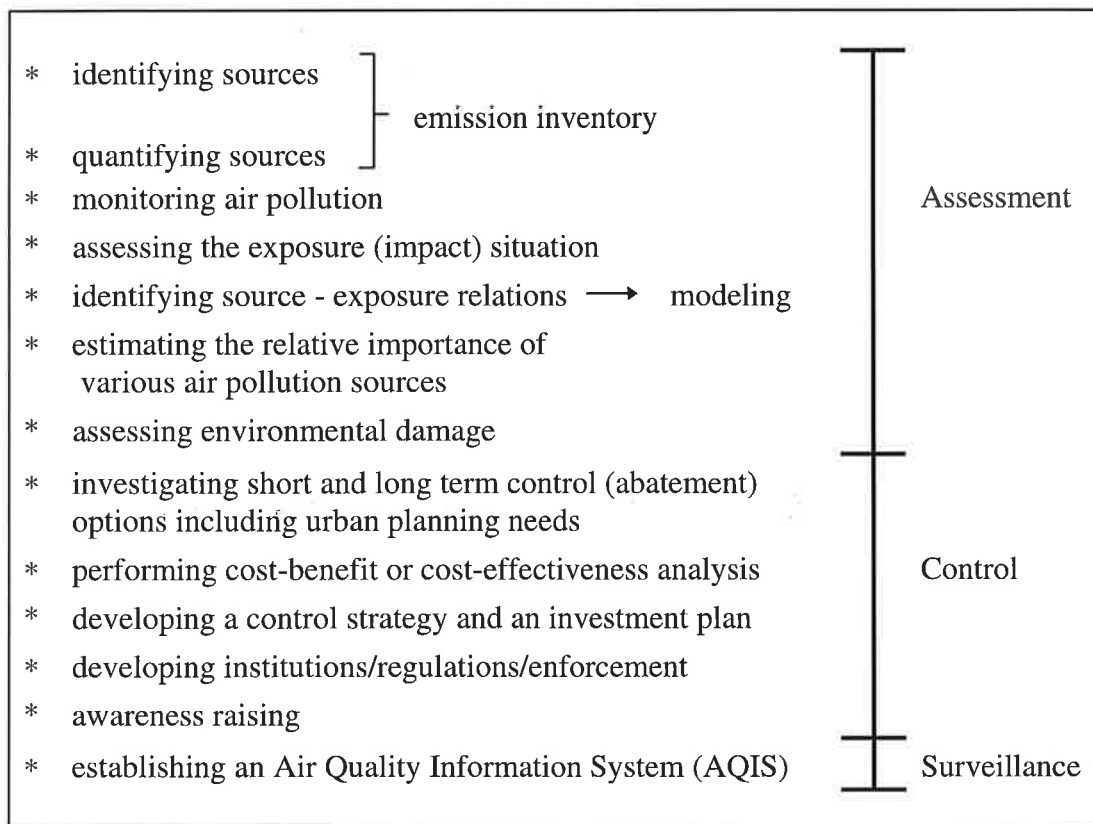 * identifying sources
emission inventory
* quantifying sources
* monitoring air pollution
Assessment
* assessing the exposure (impact) situation
* identifying source - exposure relations → modeling
* estimating the relative importance of
various air pollution sources
* assessing environmental damage
* investigating short and long term control (abatement)
options including urban planning needs
* performing cost-benefit or cost-effectiveness analysis
Control
* developing a control strategy and an investment plan
* developing institutions/regulations/enforcement
* awareness raising
* establishing an Air Quality Information System (AQIS)
Surveillance